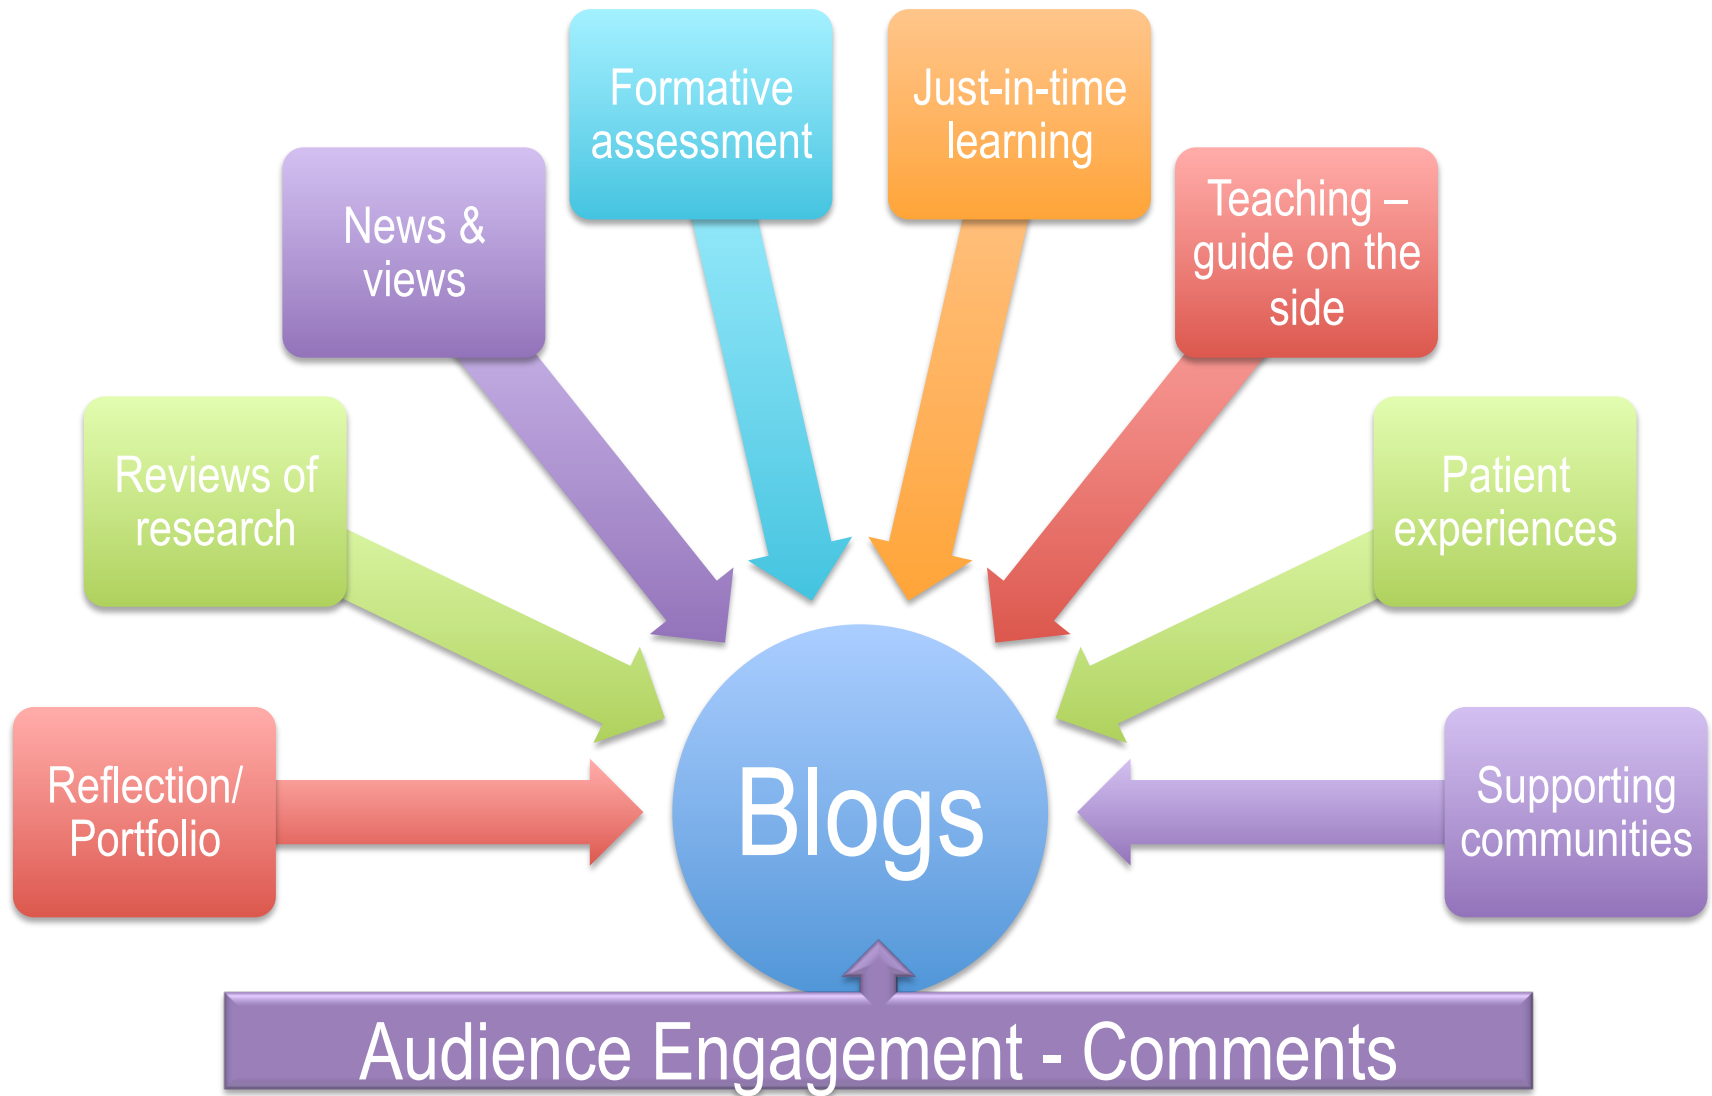 Formative
assessment
Just-in-time
learning
News &
views
Teaching –
guide on the
side
Reviews of
research
Patient
experiences
Reflection/
Portfolio
Blogs
Supporting
communities
Audience Engagement - Comments